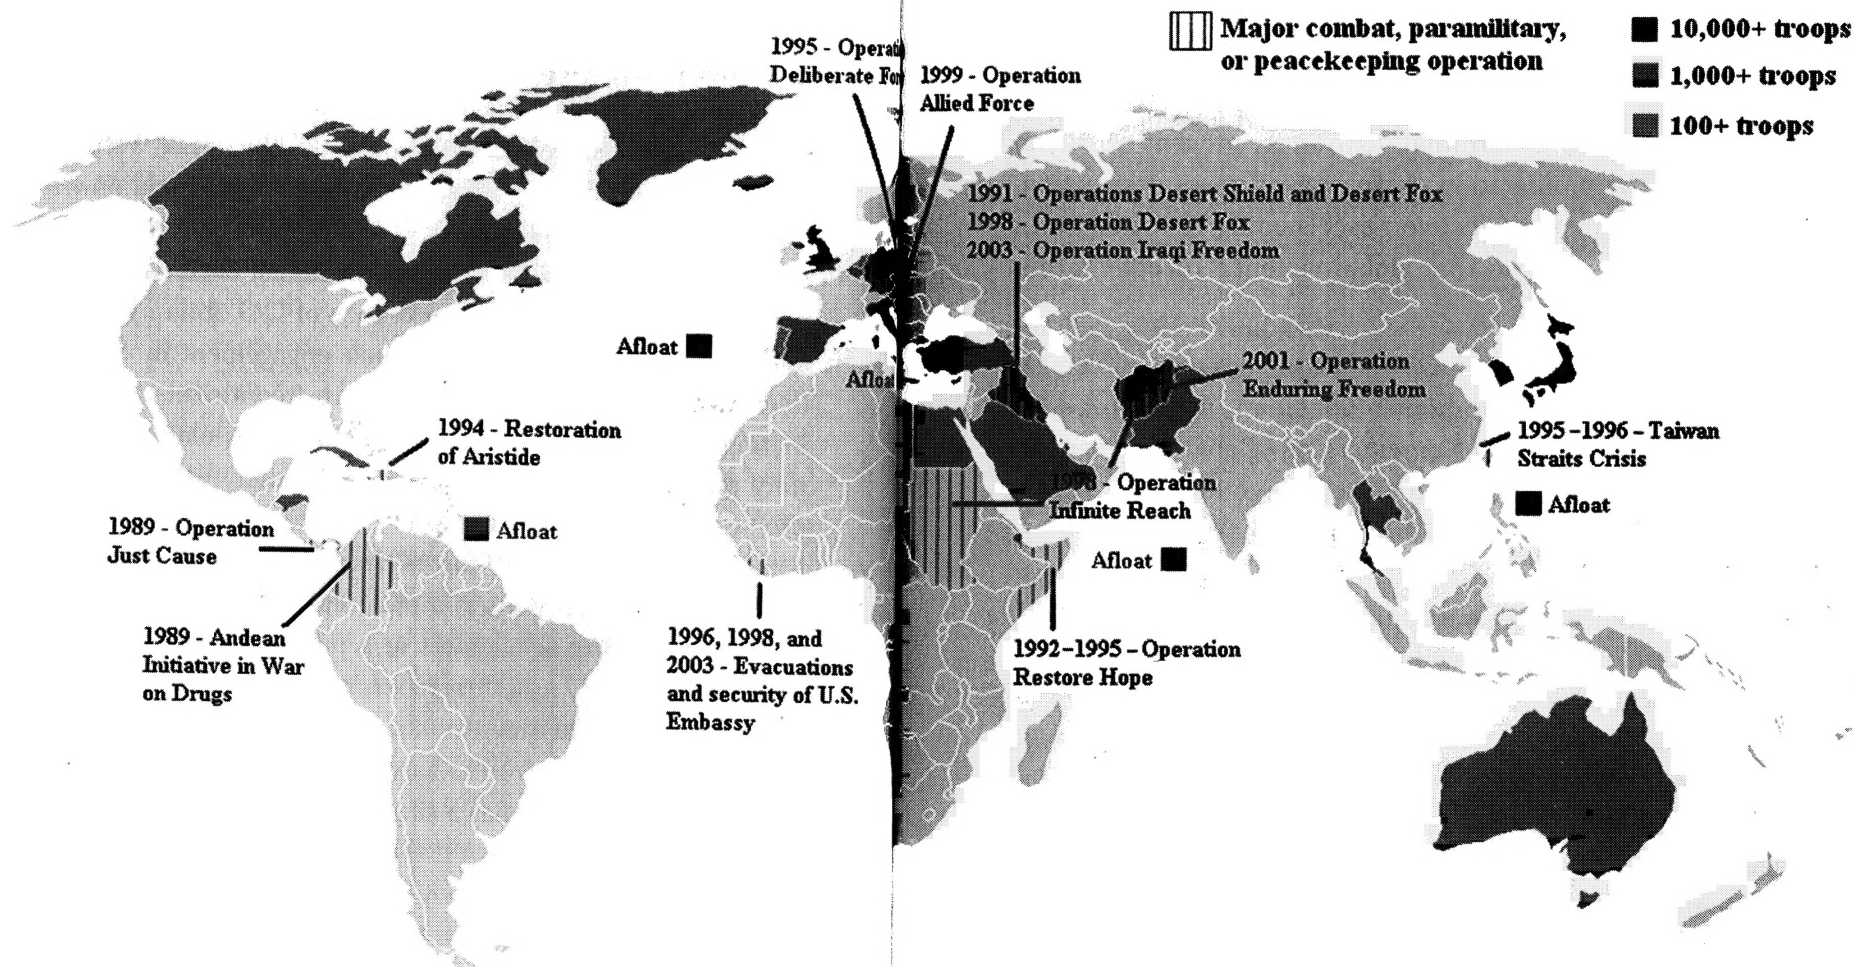 1995 - Operati
Deliberate For
1999 - Operation
Allied Force
Major combat, paramilitary,
or peacekeeping operation
10,000+ troops
1,000+ troops
100+ troops
1991 - Operations Desert Shield and Desert Fox
1998 - Operation Desert Fox
2003 - Operation Iraqi Freedom
Afloat
Afloat
2001 - Operation
Enduring Freedom
1994 - Restoration
of Aristide
1995–1996 – Taiwan
Straits Crisis
1998 - Operation
Infinite Reach
Afloat
1989 - Operation
Just Cause
Afloat
Afloat
1989 - Andean
Initiative in War
on Drugs
1996, 1998, and
2003 - Evacuations
and security of U.S.
Embassy
1992–1995 – Operation
Restore Hope